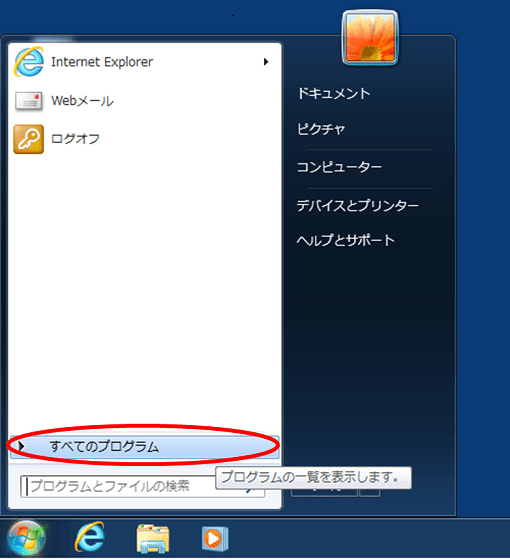 Internet Explorer
Webメール
ログオフ
すべてのプログラム
プログラムとファイルの検索
ドキュメント
ピクチャ
コンピューター
デバイスとプリンター
ヘルプとサポート
プログラムの一覧を表示します。